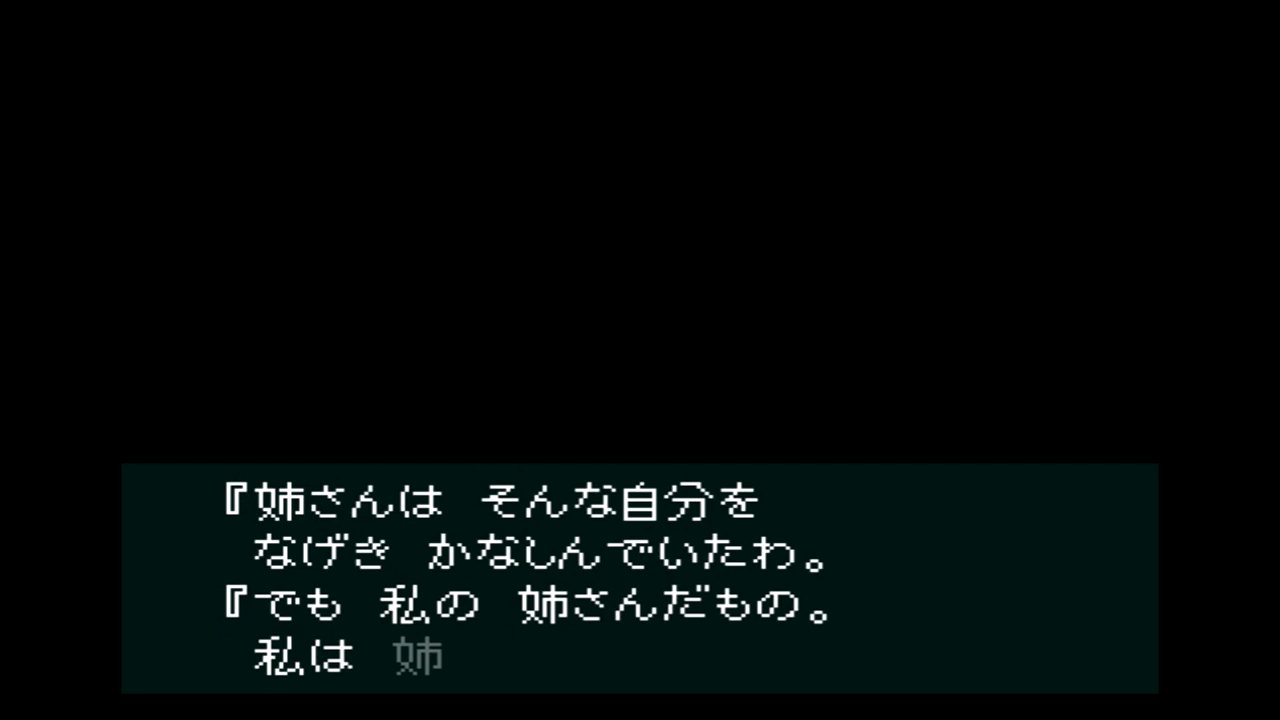 『姉さんは そんな自分を
なげき かなしんでいたわ。
『でも 私の 姉さんだもの。
私は 姉